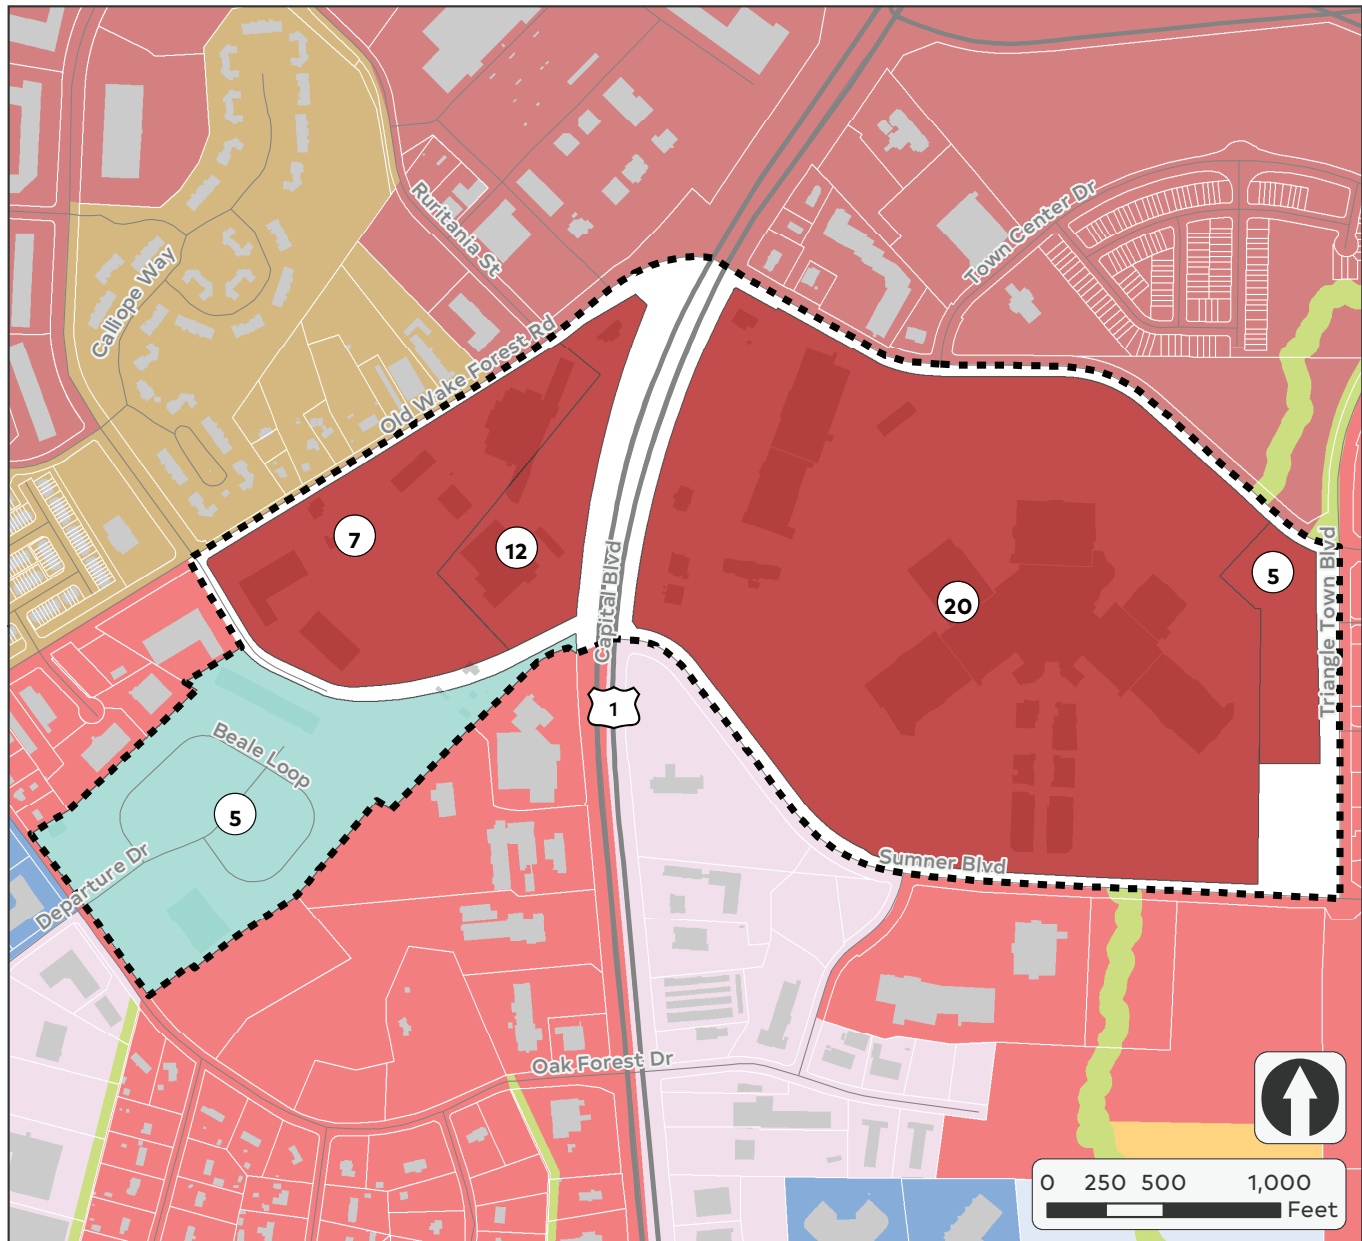 Ruritania St
Town Center Dr
Calliope Way
Old Wake Forest Rd
7
12
Capital Blvd
20
5
Triangle Town Blvd
1
Beale Loop
5
Departure Dr
Sumner Blvd
Oak Forest Dr
0 250 500 1,000
Feet